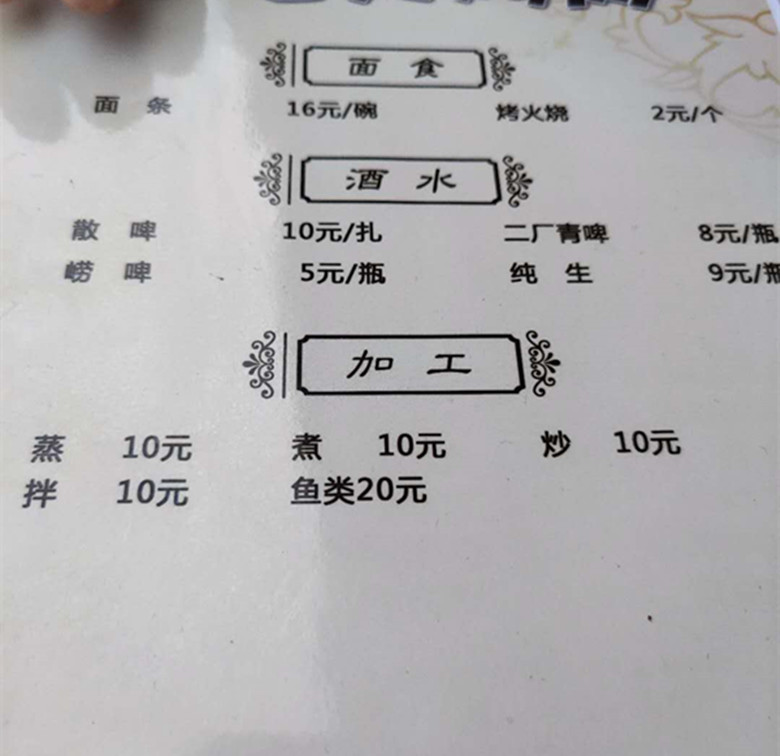 面 食
面 条 16元/碗 烤火烧 2元/个
酒 水
散 啤 10元/扎 二厂青啤 8元/瓶
崂 啤 5元/瓶 纯 生 9元/瓶
加 工
蒸 10元 煮 10元 炒 10元
拌 10元 鱼类20元